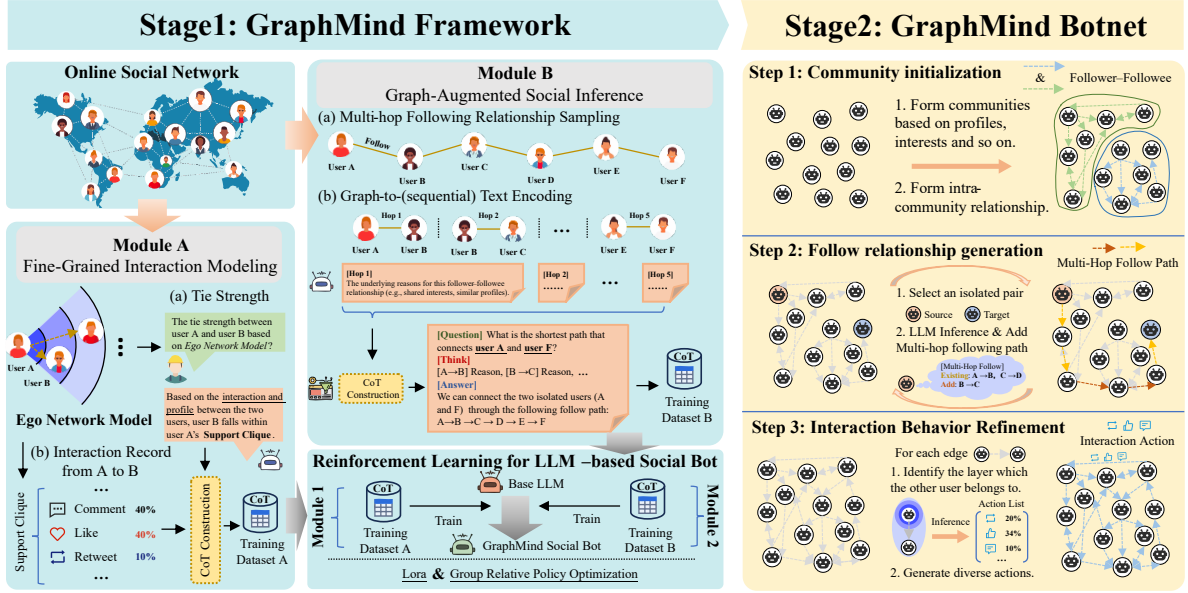 Stage1: GraphMind Framework
Online Social Network
Module A
Fine-Grained Interaction Modeling
(a) Tie Strength
User A
User B
The tie strength between
user A and user B based
on Ego Network Model?
Ego Network Model
Based on the interaction and
profile between the two
users, user B falls within
user A's Support Clique.
(b) Interaction Record
from A to B
Support Clique
...
Comment 40%
Like 40%
Retweet 10%
...
CoT Construction
CoT
Training
Dataset A
Module B
Graph-Augmented Social Inference
(a) Multi-hop Following Relationship Sampling
Follow
User A
User B
User C
User D
User E
User F
(b) Graph-to-(sequential) Text Encoding
Hop 1
Hop 2
...
Hop 5
User A
User B
User B
User C
User E
User F
[Hop 1]
The underlying reasons for this follower-followee
relationship (e.g., shared interests, similar profiles).
[Hop 2]
......
...
[Hop 5]
......
CoT
Construction
[Question] What is the shortest path that
connects user A and user F?
[Think]
[A→B] Reason, [B →C] Reason, ...
[Answer]
We can connect the two isolated users (A
and F) through the following follow path:
A→B →C → D → E → F
CoT
Training
Dataset B
Reinforcement Learning for LLM –based Social Bot
Module 1
CoT
Training
Dataset A
Train
Base LLM
GraphMind Social Bot
Train
CoT
Training
Dataset B
Module 2
Lora & Group Relative Policy Optimization
Stage2: GraphMind Botnet
Step 1: Community initialization
&
Follower–Followee
1. Form communities
based on profiles,
interests and so on.
2. Form intra-
community relationship.
Step 2: Follow relationship generation
Multi-Hop Follow Path
1. Select an isolated pair
Source
Target
2. LLM Inference & Add
Multi-hop following path
[Multi-Hop Follow]
Existing: A →B, C →D
Add: B →C
Step 3: Interaction Behavior Refinement
Interaction Action
For each edge
1. Identify the layer which
the other user belongs to.
Inference
Action List
20%
34%
10%
...
2. Generate diverse actions.